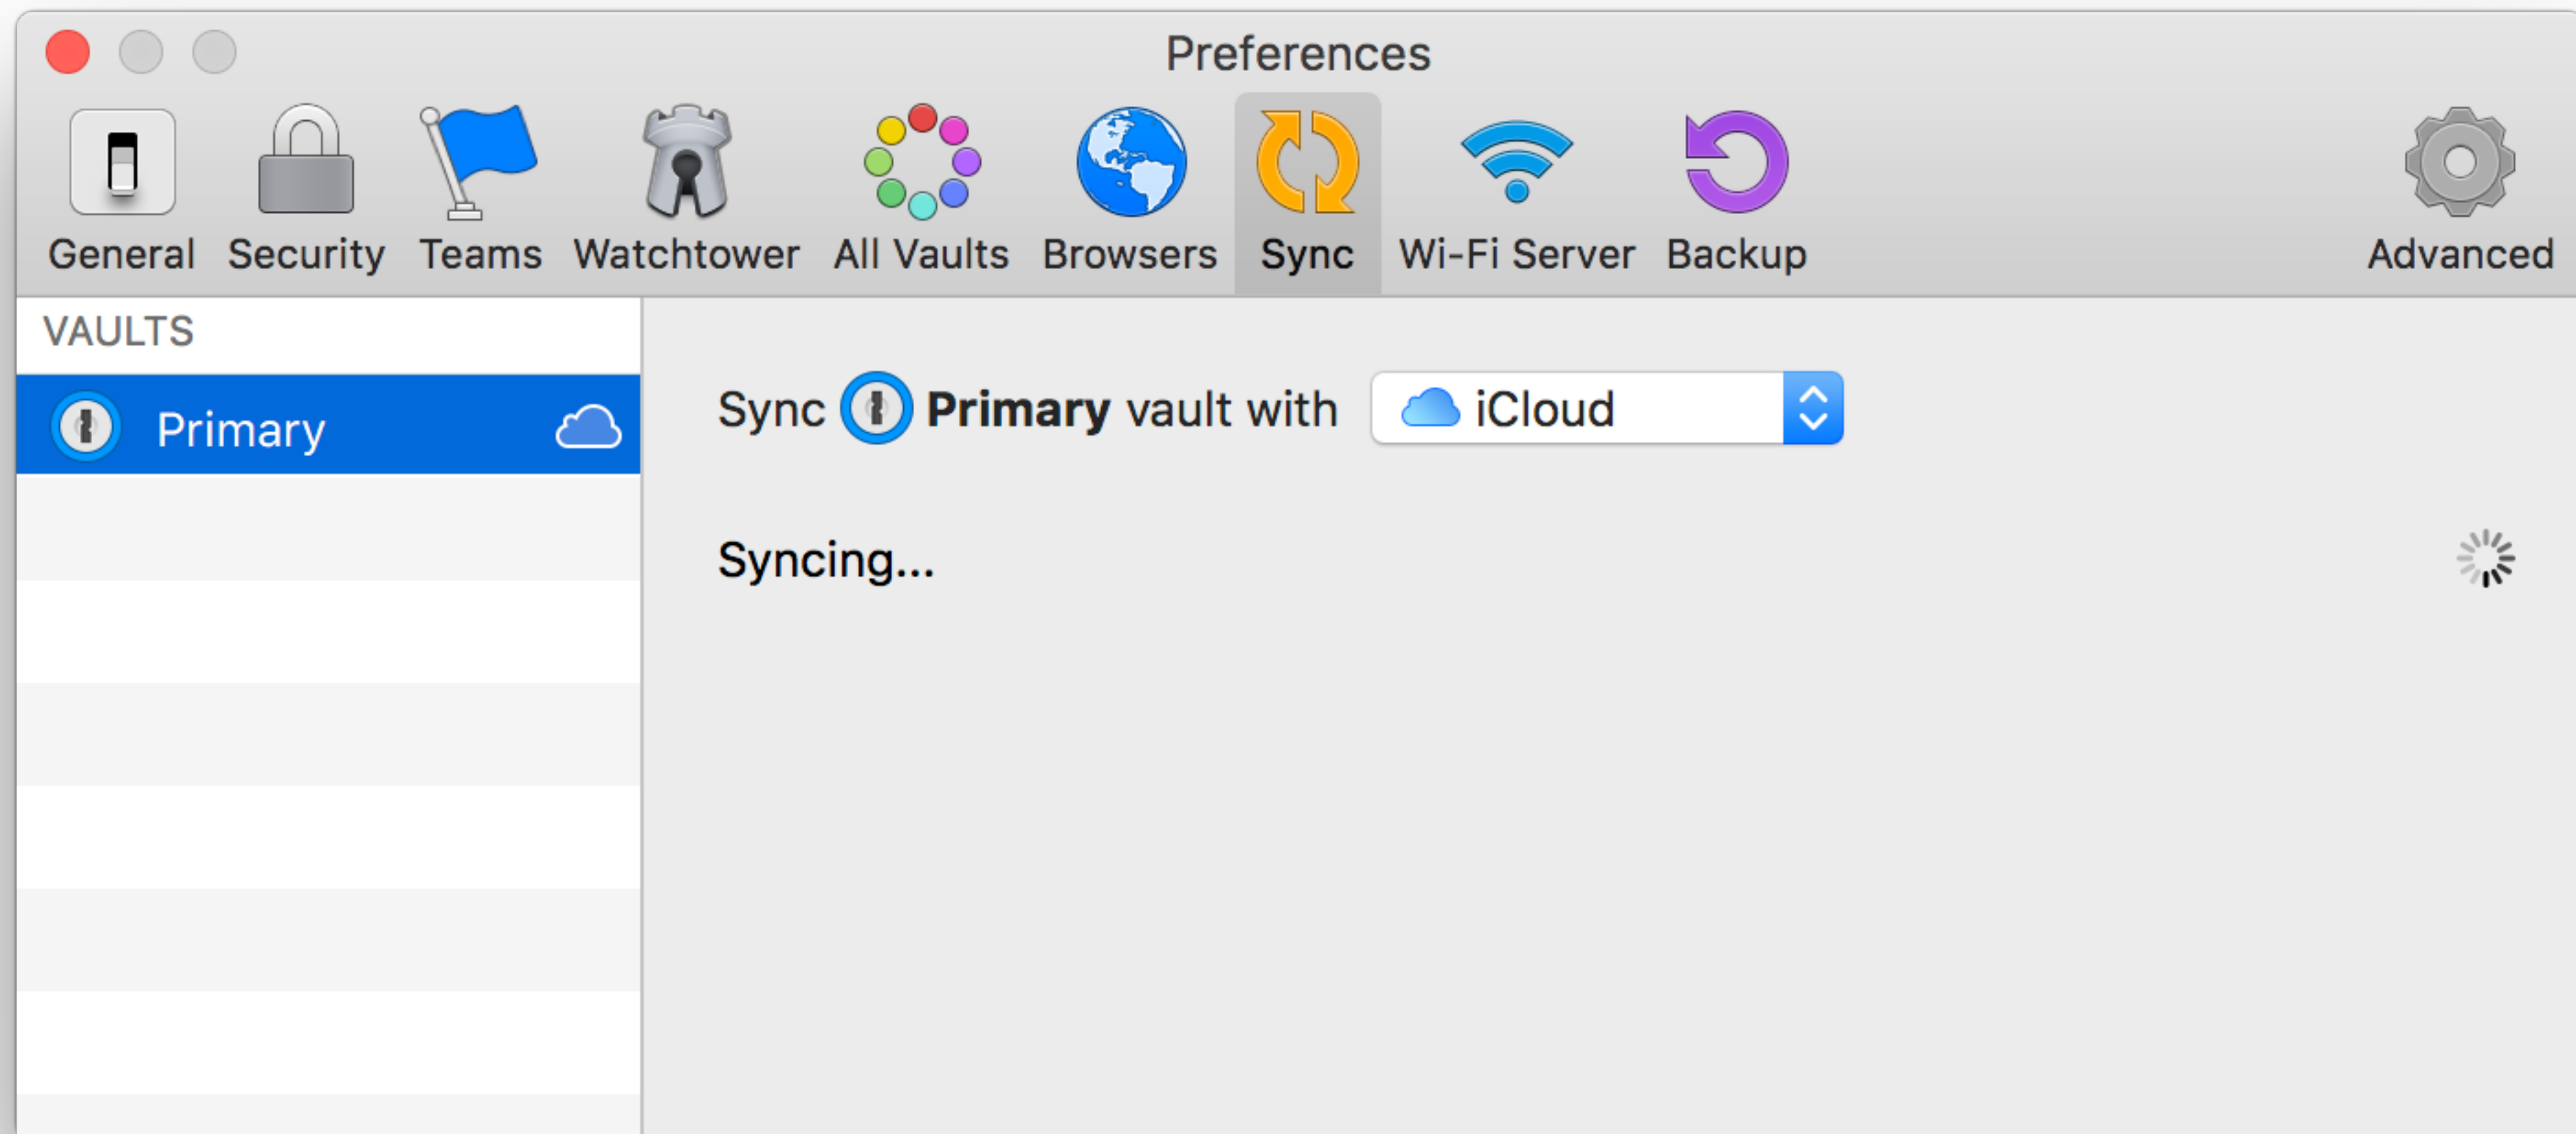 Preferences
General Security Teams Watchtower All Vaults Browsers Sync Wi-Fi Server Backup Advanced
VAULTS
Primary
Sync Primary vault with iCloud
Syncing...